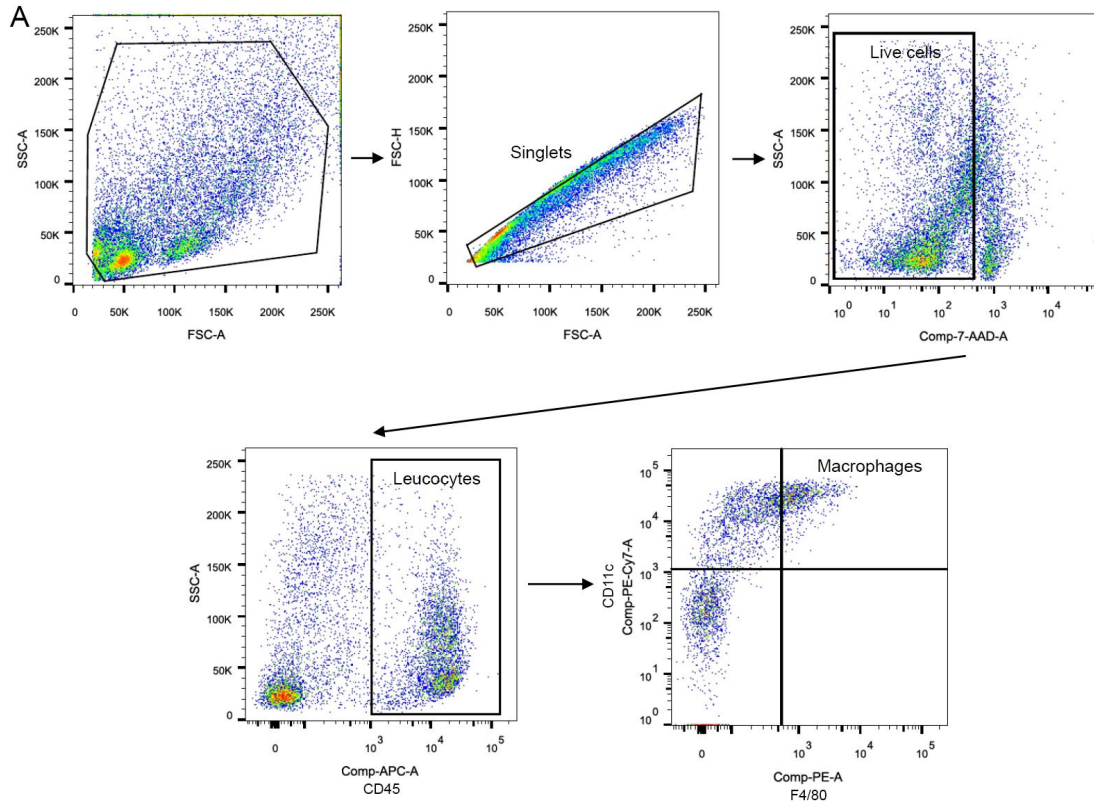 A
250K
200K
150K
100K
50K
0
SSC-A
0 50K 100K 150K 200K 250K
FSC-A
250K
200K
150K
100K
50K
0
FSC-H
Singlets
0 50K 100K 150K 200K 250K
FSC-A
250K
200K
150K
100K
50K
0
SSC-A
Live cells
10^0 10^1 10^2 10^3 10^4
Comp-7-AAD-A
250K
200K
150K
100K
50K
0
SSC-A
Leucocytes
0 10^3 10^4 10^5
Comp-APC-A
CD45
10^5
10^4
10^3
10^2
10^1
10^0
CD11c
Comp-PE-Cy7-A
Macrophages
0 10^3 10^4 10^5
Comp-PE-A
F4/80